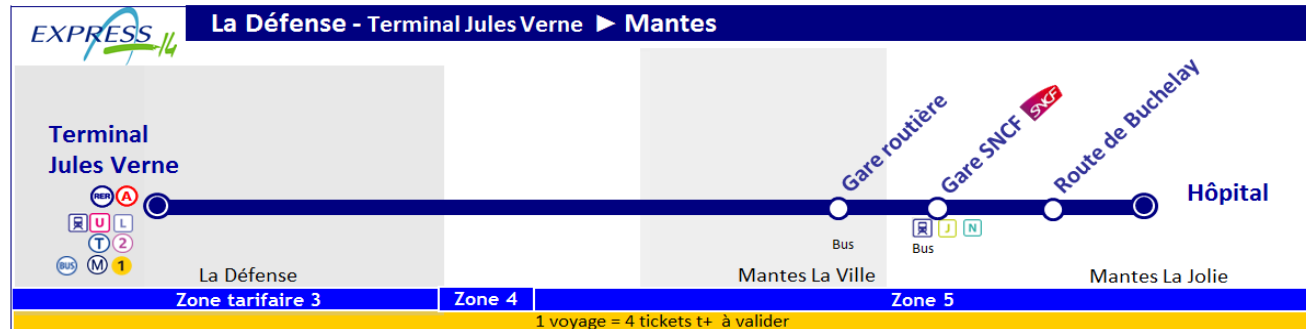 EXPRESS 14
La Défense - Terminal Jules Verne ► Mantes
Terminal
Jules Verne
RER A
U L
T 2
BUS M 1
Gare routière
Gare SNCF SNCF
Route de Buchelay
Hôpital
J N
Bus
Bus
La Défense
Mantes La Ville
Mantes La Jolie
Zone tarifaire 3
Zone 4
Zone 5
1 voyage = 4 tickets t+ à valider